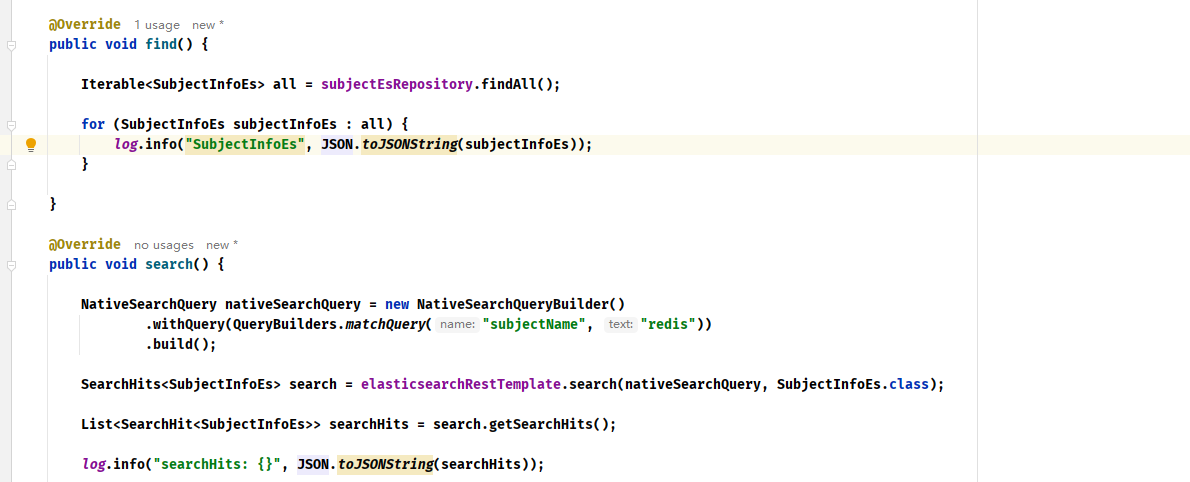 @Override 1 usage new *
public void find() {
Iterable<SubjectInfoEs> all = subjectEsRepository.findAll();
for (SubjectInfoEs subjectInfoEs : all) {
log.info("SubjectInfoEs", JSON.toJSONString(subjectInfoEs));
}
}
@Override no usages new *
public void search() {
NativeSearchQuery nativeSearchQuery = new NativeSearchQueryBuilder()
.withQuery(QueryBuilders.matchQuery( name: "subjectName", text: "redis"))
.build();
SearchHits<SubjectInfoEs> search = elasticsearchRestTemplate.search(nativeSearchQuery, SubjectInfoEs.class);
List<SearchHit<SubjectInfoEs>> searchHits = search.getSearchHits();
log.info("searchHits: {}", JSON.toJSONString(searchHits));